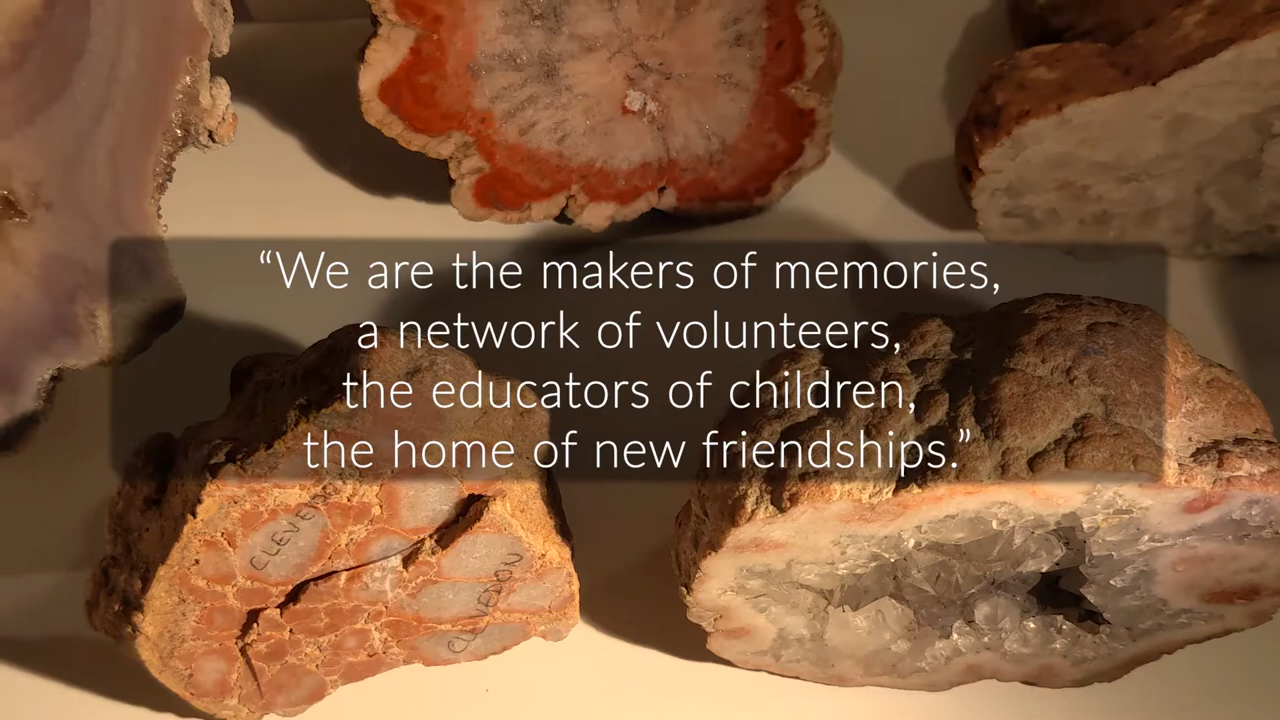 “We are the makers of memories,
a network of volunteers,
the educators of children,
the home of new friendships.”
CLEVEDON
CLEVEDON